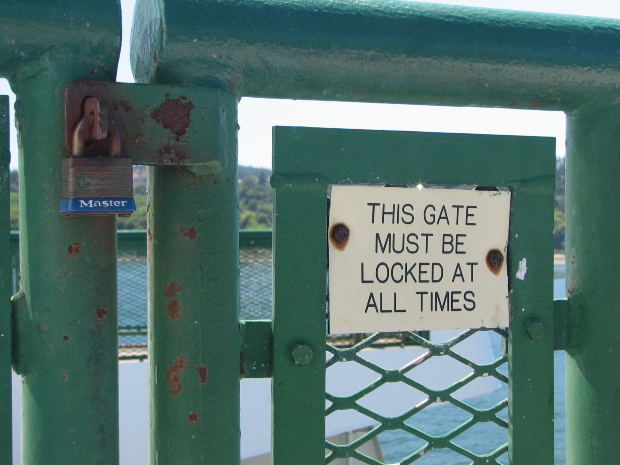 Master
THIS GATE
MUST BE
LOCKED AT
ALL TIMES